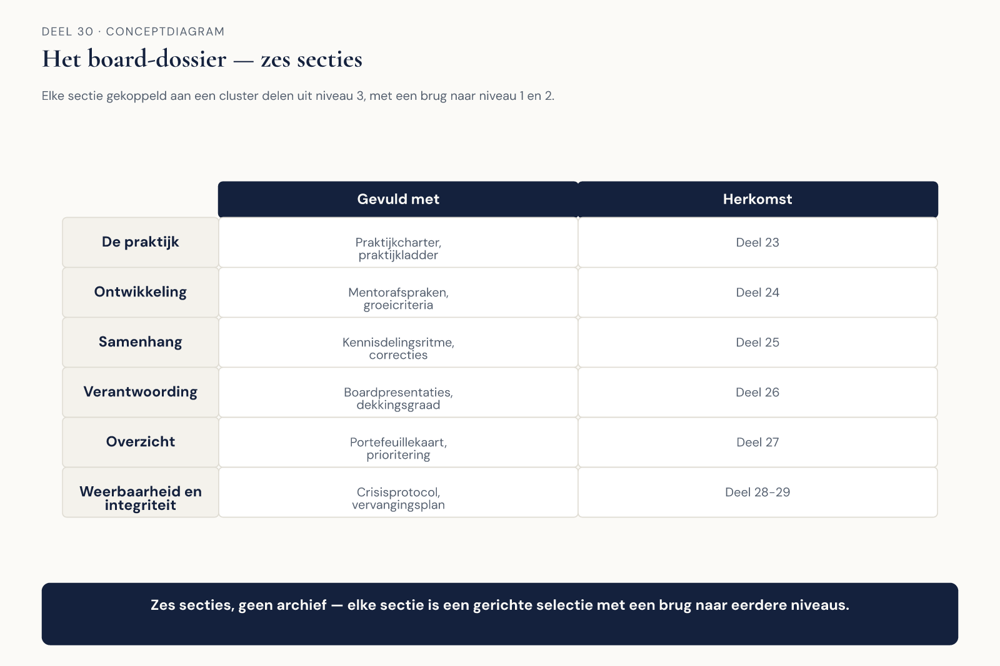 DEEL 30 · CONCEPTDIAGRAM
Het board-dossier — zes secties
Elke sectie gekoppeld aan een cluster delen uit niveau 3, met een brug naar niveau 1 en 2.
Gevuld met
Herkomst
De praktijk
Praktijkcharter,
praktijkladder
Deel 23
Ontwikkeling
Mentorafspraken,
groeicriteria
Deel 24
Samenhang
Kennisdelingsritme,
correcties
Deel 25
Verantwoording
Boardpresentaties,
dekkingsgraad
Deel 26
Overzicht
Portefeuillekaart,
prioritering
Deel 27
Weerbaarheid en
integriteit
Crisisprotocol,
vervangingsplan
Deel 28-29
Zes secties, geen archief — elke sectie is een gerichte selectie met een brug naar eerdere niveaus.